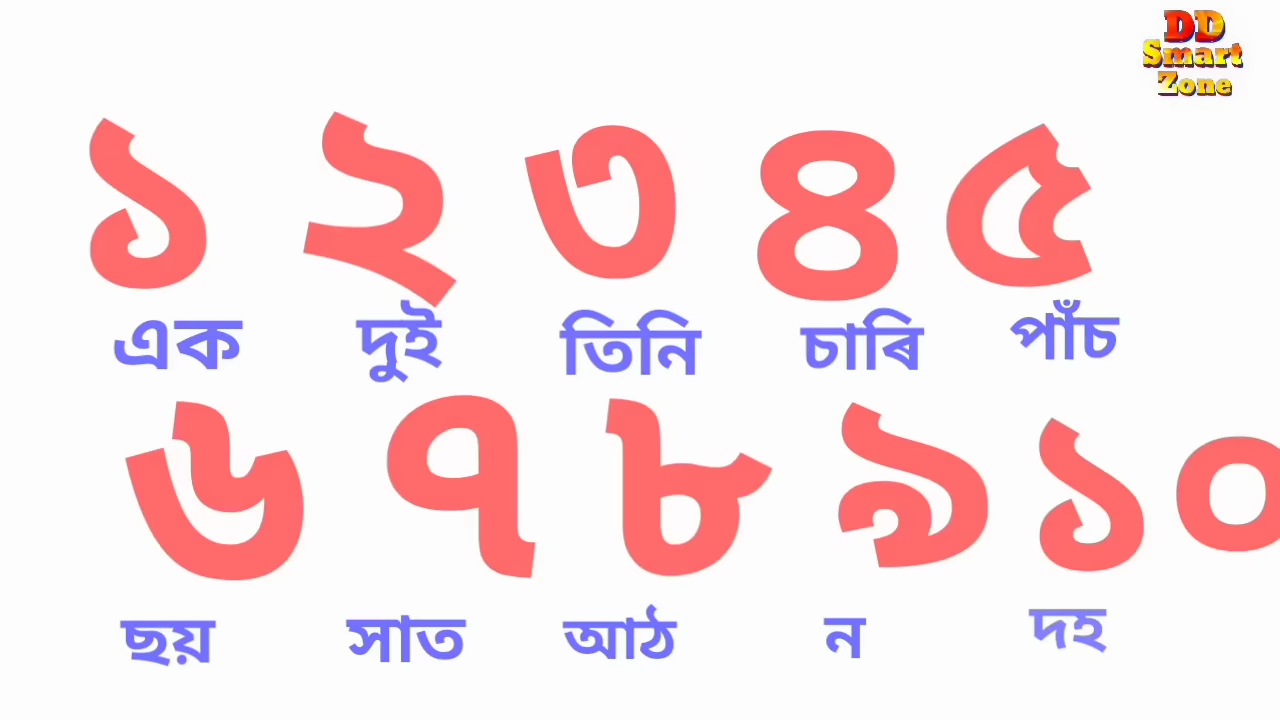 DD
Smart
Zone
১ ২ ৩ ৪ ৫
এক দুই তিনি চাৰি পাঁচ
৬ ৭ ৮ ৯ ১০
ছয় সাত আঠ ন দহ